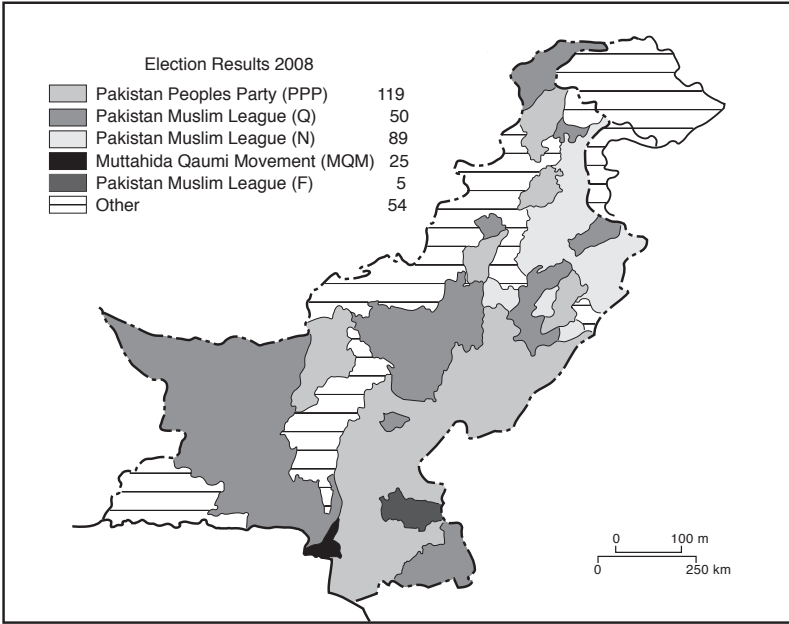 Election Results 2008
Pakistan Peoples Party (PPP) 119
Pakistan Muslim League (Q) 50
Pakistan Muslim League (N) 89
Muttahida Qaumi Movement (MQM) 25
Pakistan Muslim League (F) 5
Other 54
0 100 m
0 250 km